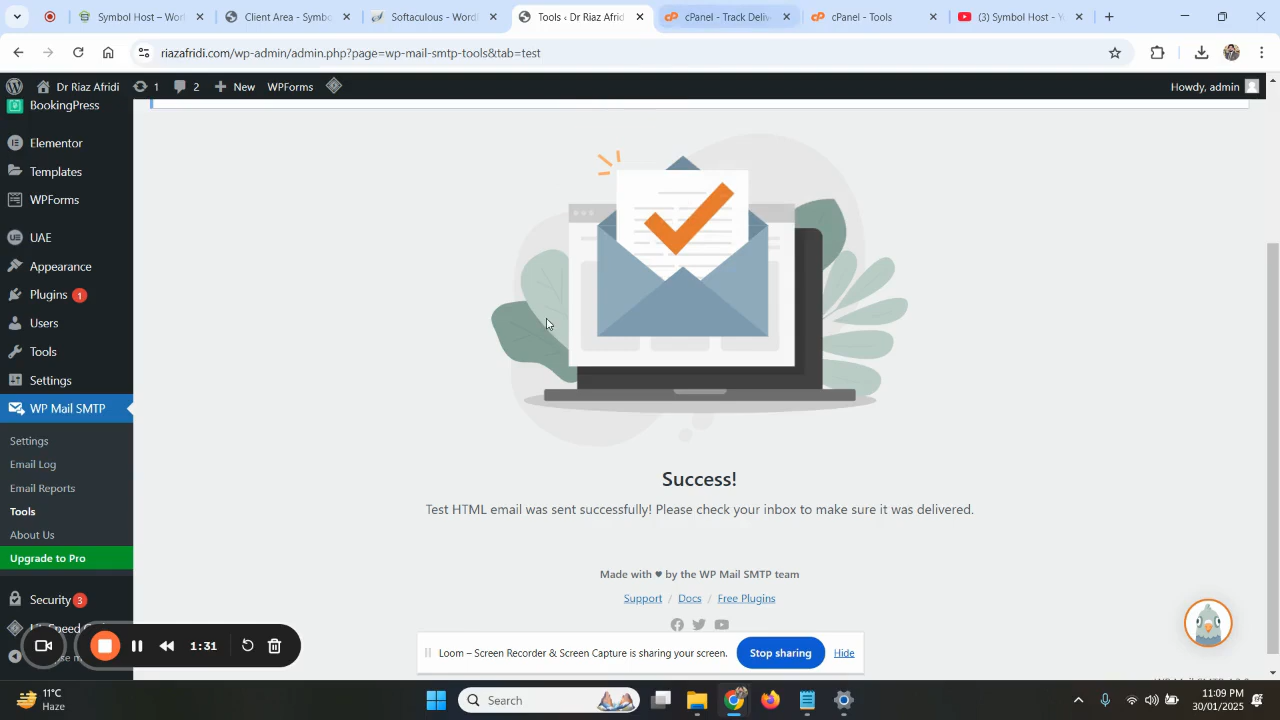 Symbol Host – Worl
Client Area - Symbo
Softaculous - Word
Tools ‹ Dr Riaz Afrid
cPanel - Track Deliv
cPanel - Tools
(3) Symbol Host - Y
riazafridi.com/wp-admin/admin.php?page=wp-mail-smtp-tools&tab=test
Dr Riaz Afridi
1
2
New
WPForms
Howdy, admin
BookingPress
Elementor
Templates
WPForms
UAE
Appearance
Plugins 1
Users
Tools
Settings
WP Mail SMTP
Settings
Email Log
Email Reports
Tools
About Us
Upgrade to Pro
Security 3
Success!
Test HTML email was sent successfully! Please check your inbox to make sure it was delivered.
Made with ♥ by the WP Mail SMTP team
Support / Docs / Free Plugins
1:31
Loom – Screen Recorder & Screen Capture is sharing your screen.
Stop sharing
Hide
11°C
Haze
Search
11:09 PM
30/01/2025